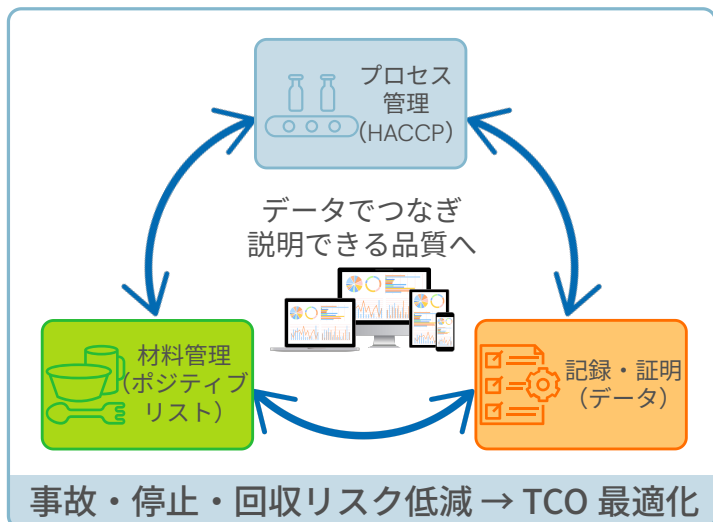 プロセス
管理
(HACCP)
データでつなぎ
説明できる品質へ
材料管理
(ポジティブ
リスト)
記録・証明
(データ)
事故・停止・回収リスク低減 → TCO 最適化